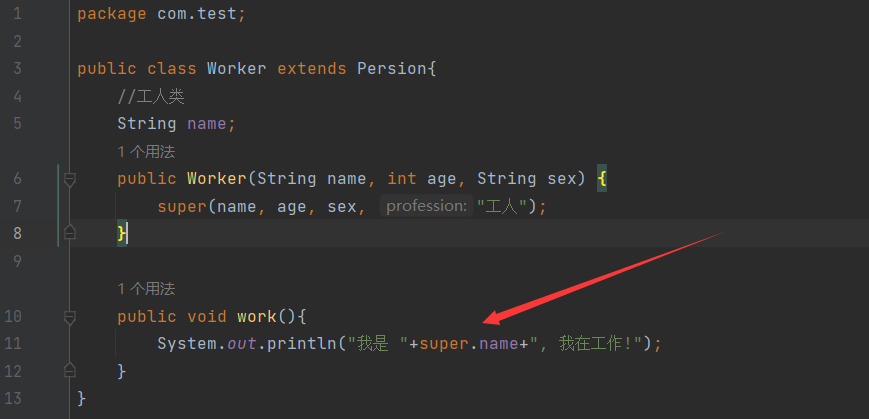 1 package com.test;
2
3 public class Worker extends Persion{
4 //工人类
5 String name;
1 个用法
6 public Worker(String name, int age, String sex) {
7 super(name, age, sex, profession: "工人");
8 }
9
1 个用法
10 public void work(){
11 System.out.println("我是 "+super.name+", 我在工作!");
12 }
13 }